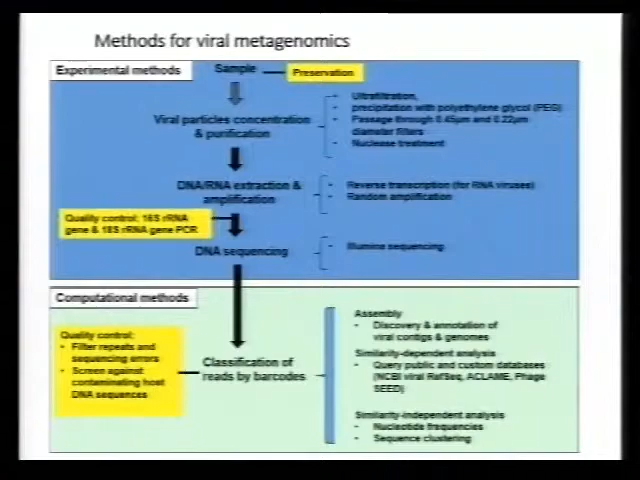 Methods for viral metagenomics
Experimental methods
Sample
Preservation
Viral particles concentration
& purification
- Ultrafiltration,
- precipitation with polyethylene glycol (PEG)
- Passage through 0.45µm and 0.22µm
diameter filters
- Nuclease treatment
DNA/RNA extraction &
amplification
- Reverse transcription (for RNA viruses)
- Random amplification
Quality control: 16S rRNA
gene & 18S rRNA gene PCR
DNA sequencing
- Illumina sequencing
Computational methods
Quality control:
• Filter repeats and
sequencing errors
• Screen against
contaminating host
DNA sequences
Classification of
reads by barcodes
Assembly
• Discovery & annotation of
viral contigs & genomes
Similarity-dependent analysis
• Query public and custom databases
(NCBI viral RefSeq, ACLAME, Phage
SEED)
Similarity-independent analysis
• Nucleotide frequencies
• Sequence clustering